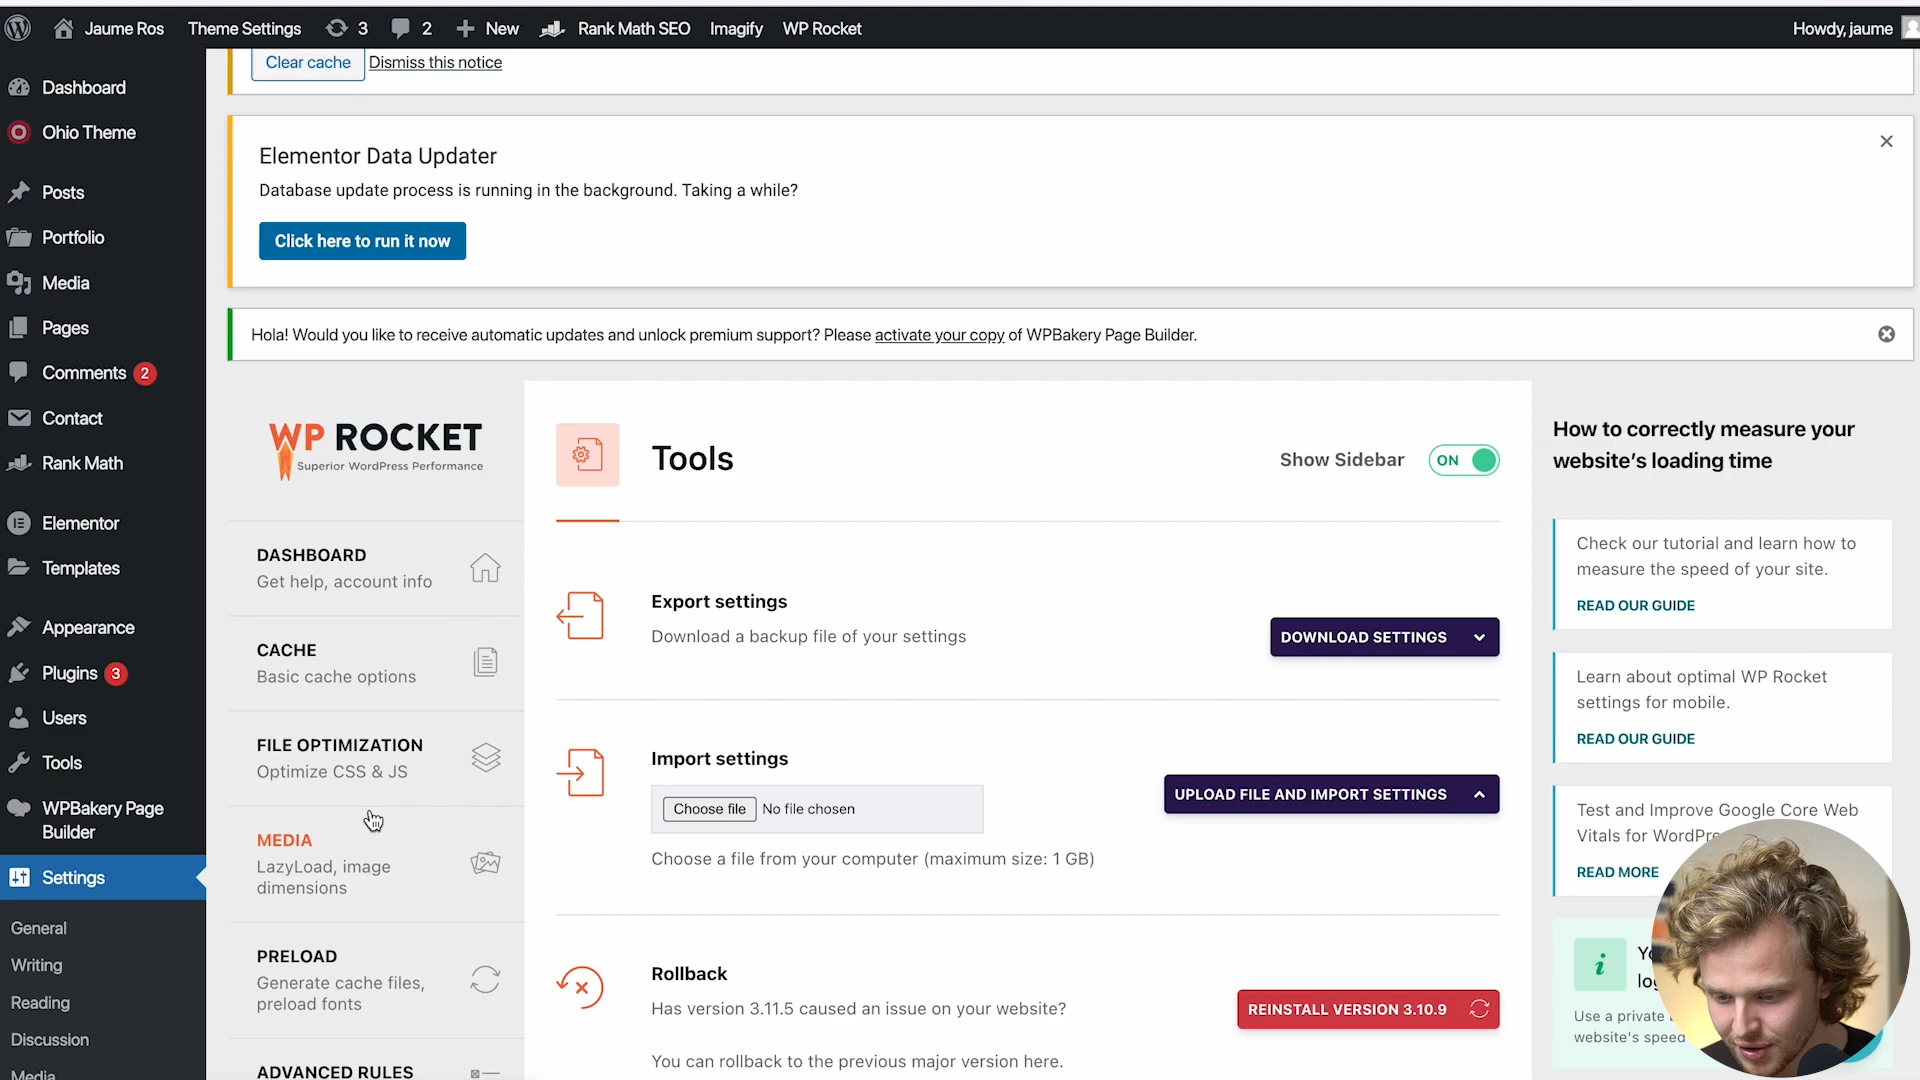 Jaume Ros
Theme Settings
3
2
New
Rank Math SEO
Imagify
WP Rocket
Howdy, jaume
Dashboard
Ohio Theme
Posts
Portfolio
Media
Pages
Comments 2
Contact
Rank Math
Elementor
Templates
Appearance
Plugins 3
Users
Tools
WPBakery Page
Builder
Settings
General
Writing
Reading
Discussion
Media
Clear cache
Dismiss this notice
Elementor Data Updater
Database update process is running in the background. Taking a while?
Click here to run it now
Hola! Would you like to receive automatic updates and unlock premium support? Please activate your copy of WPBakery Page Builder.
WP ROCKET
Superior WordPress Performance
DASHBOARD
Get help, account info
CACHE
Basic cache options
FILE OPTIMIZATION
Optimize CSS & JS
MEDIA
LazyLoad, image
dimensions
PRELOAD
Generate cache files,
preload fonts
ADVANCED RULES
Tools
Show Sidebar
ON
Export settings
Download a backup file of your settings
DOWNLOAD SETTINGS
Import settings
Choose file No file chosen
UPLOAD FILE AND IMPORT SETTINGS
Choose a file from your computer (maximum size: 1 GB)
Rollback
Has version 3.11.5 caused an issue on your website?
REINSTALL VERSION 3.10.9
You can rollback to the previous major version here.
How to correctly measure your
website's loading time
Check our tutorial and learn how to
measure the speed of your site.
READ OUR GUIDE
Learn about optimal WP Rocket
settings for mobile.
READ OUR GUIDE
Test and Improve Google Core Web
Vitals for WordPre
READ MORE
i
Use a private
website's speed